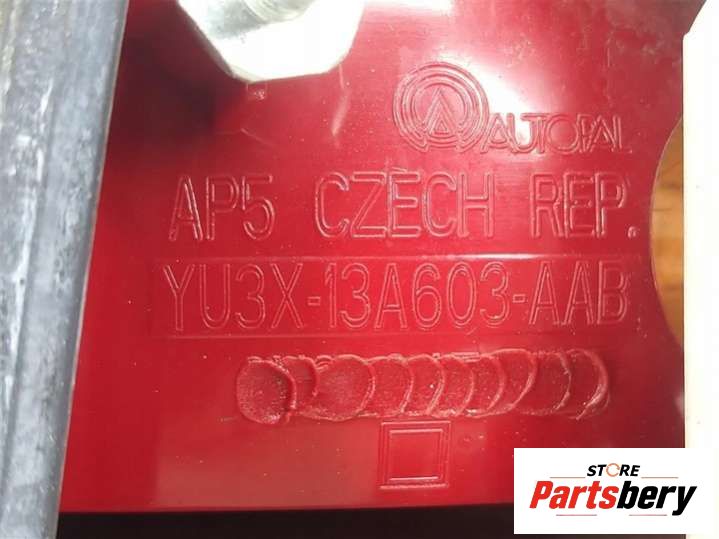 AUTOPAL
AP5 CZECH REP.
YU3X-13A603-AAB
STORE
Partsbery